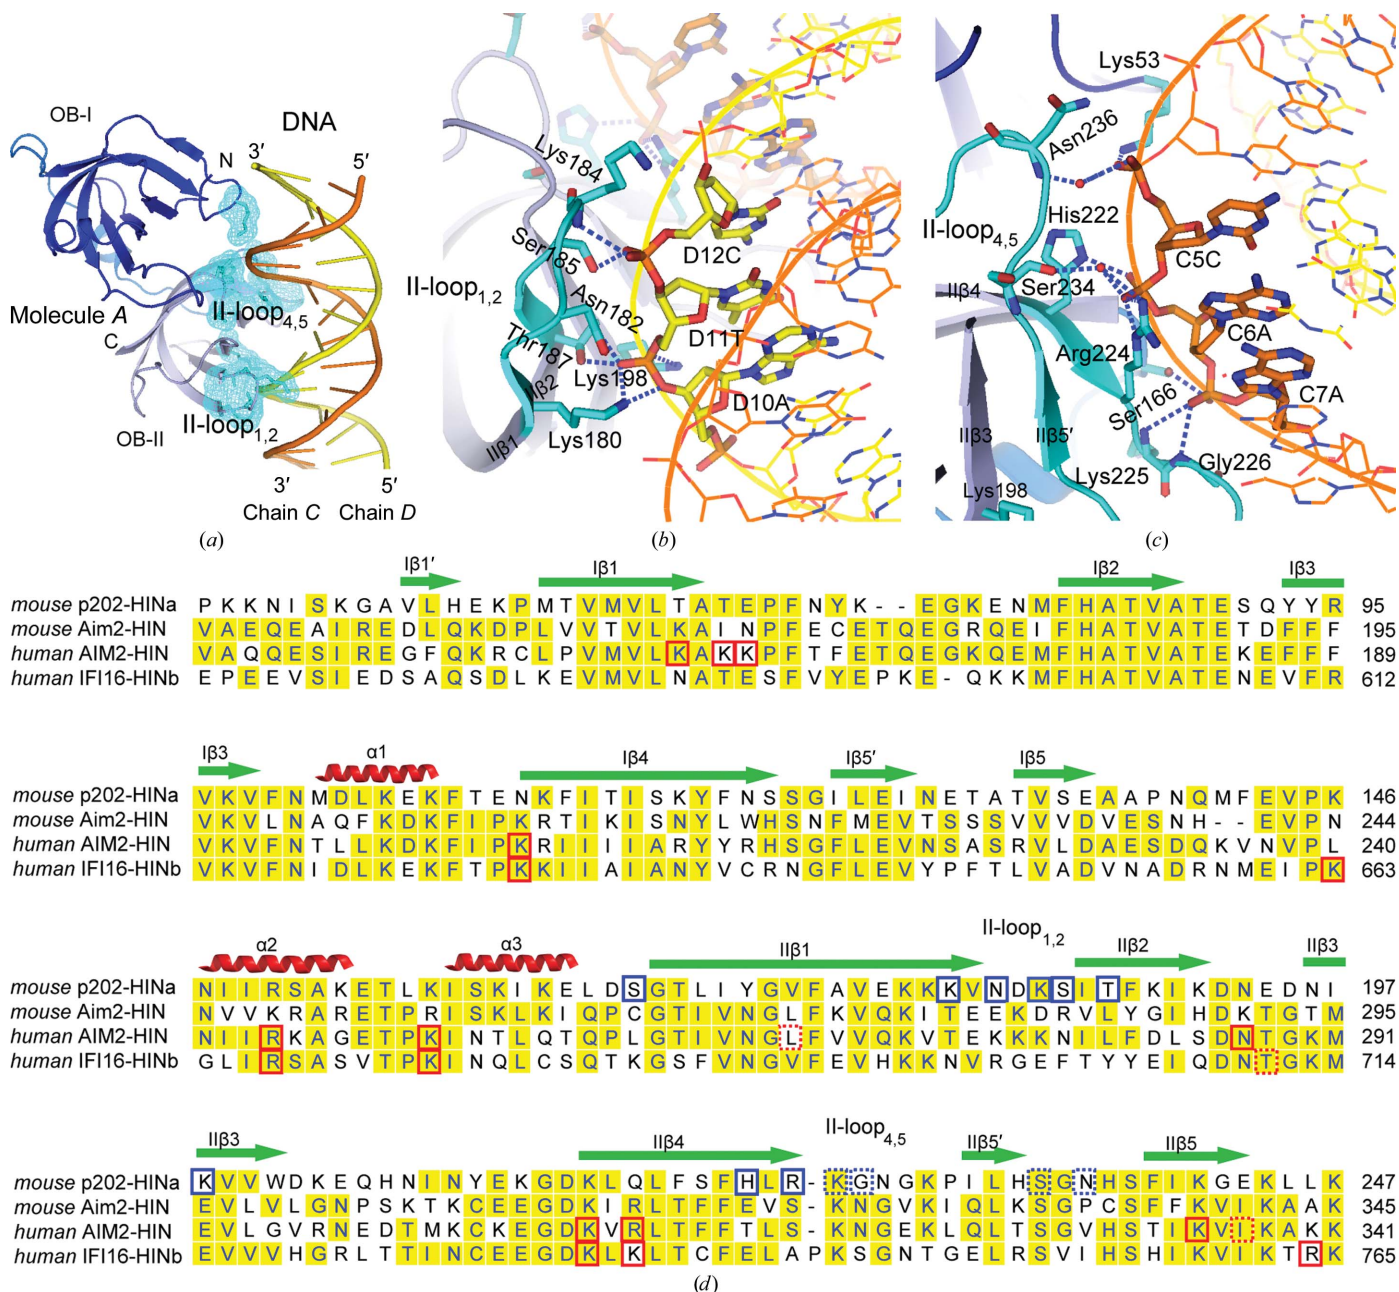 OB-I
DNA
N
3′
5′
Molecule A
II-loop4,5
C
OB-II
II-loop1,2
3′
5′
Chain C
Chain D
(a)
Lys184
Ser185
II-loop1,2
Asn182
Thr187
IIβ2
Lys198
IIβ1
Lys180
D12C
D11T
D10A
(b)
Lys53
Asn236
His222
II-loop4,5
Ser234
IIβ4
C5C
C6A
Arg224
C7A
Ser166
IIβ3
IIβ5′
Lys225
Gly226
Lys198
(c)
Iβ1′ Iβ1 Iβ2 Iβ3
mouse p202-HINa P K K N I S K G A V L H E K P M T V M V L T A T E P F N Y K - - E G K E N M F H A T V A T E S Q Y Y R 95
mouse Aim2-HIN V A E Q E A I R E D L Q K D P L V V T V L K A I N P F E C E T Q E G R Q E I F H A T V A T E T D F F F 195
human AIM2-HIN V A Q Q E S I R E G F Q K R C L P V M V L K A K K P F T F E T Q E G K Q E M F H A T V A T E K E F F F 189
human IFI16-HINb E P E E V S I E D S A Q S D L K E V M V L N A T E S F V Y E P K E - Q K K M F H A T V A T E N E V F R 612
Iβ3 α1 Iβ4 Iβ5′ Iβ5
mouse p202-HINa V K V F N M D L K E K F T E N K F I T I S K Y F N S S G I L E I N E T A T V S E A A P N Q M F E V P K 146
mouse Aim2-HIN V K V L N A Q F K D K F I P K R T I K I S N Y L W H S N F M E V T S S S V V V D V E S N H - - E V P N 244
human AIM2-HIN V K V F N T L L K D K F I P K R I I I I A R Y Y R H S G F L E V N S A S R V L D A E S D Q K V N V P L 240
human IFI16-HINb V K V F N I D L K E K F T P K K I I A I A N Y V C R N G F L E V Y P F T L V A D V N A D R N M E I P K 663
α2 α3 IIβ1 II-loop1,2 IIβ2 IIβ3
mouse p202-HINa N I I R S A K E T L K I S K I K E L D S G T L I Y G V F A V E K K K V N D K S I T F K I K D N E D N I 197
mouse Aim2-HIN N V V K R A R E T P R I S K L K I Q P C G T I V N G L F K V Q K I T E E K D R V L Y G I H D K T G T M 295
human AIM2-HIN N I I R K A G E T P K I N T L Q T Q P L G T I V N G L F V V Q K V T E K K K N I L F D L S D N T G K M 291
human IFI16-HINb G L I R S A S V T P K I N Q L C S Q T K G S F V N G V F E V H K K N V R G E F T Y Y E I Q D N T G K M 714
IIβ3 IIβ4 II-loop4,5 IIβ5′ IIβ5
mouse p202-HINa K V V W D K E Q H N I N Y E K G D K L Q L F S F H L R - K G N G K P I L H S G N H S F I K G E K L L K 247
mouse Aim2-HIN E V L V L G N P S K T K C E E G D K I R L T F F E V S - K N G V K I Q L K S G P C S F F K V I K A A K 345
human AIM2-HIN E V L G V R N E D T M K C K E G D K V R L T F F T L S - K N G E K L Q L T S G V H S T I K V I K A K K 341
human IFI16-HINb E V V V H G R L T T I N C E E G D K L K L T C F E L A P K S G N T G E L R S V I H S H I K V I K T R K 765
(d)